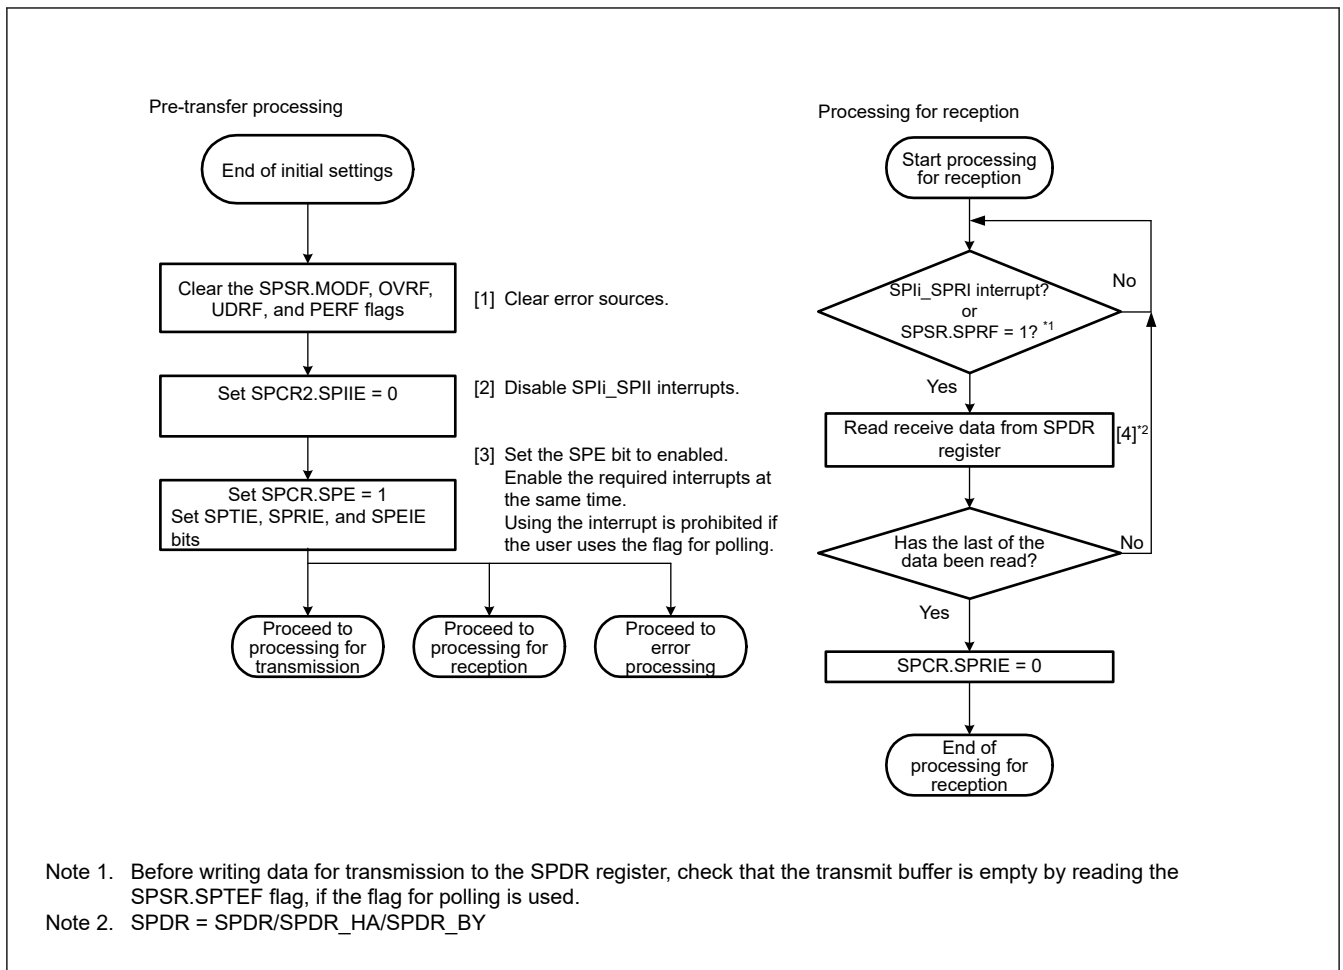 Pre-transfer processing
End of initial settings
Clear the SPSR.MODF, OVRF,
UDRF, and PERF flags
[1] Clear error sources.
Set SPCR2.SPIIE = 0
[2] Disable SPIi_SPII interrupts.
Set SPCR.SPE = 1
Set SPTIE, SPRIE, and SPEIE
bits
[3] Set the SPE bit to enabled.
Enable the required interrupts at
the same time.
Using the interrupt is prohibited if
the user uses the flag for polling.
Proceed to
processing for
transmission
Proceed to
processing for
reception
Proceed to
error
processing
Processing for reception
Start processing
for reception
SPIi_SPRI interrupt?
or
SPSR.SPRF = 1? *1
No
Yes
Read receive data from SPDR
register
[4]*2
Has the last of the
data been read?
No
Yes
SPCR.SPRIE = 0
End of
processing for
reception
Note 1. Before writing data for transmission to the SPDR register, check that the transmit buffer is empty by reading the
SPSR.SPTEF flag, if the flag for polling is used.
Note 2. SPDR = SPDR/SPDR_HA/SPDR_BY